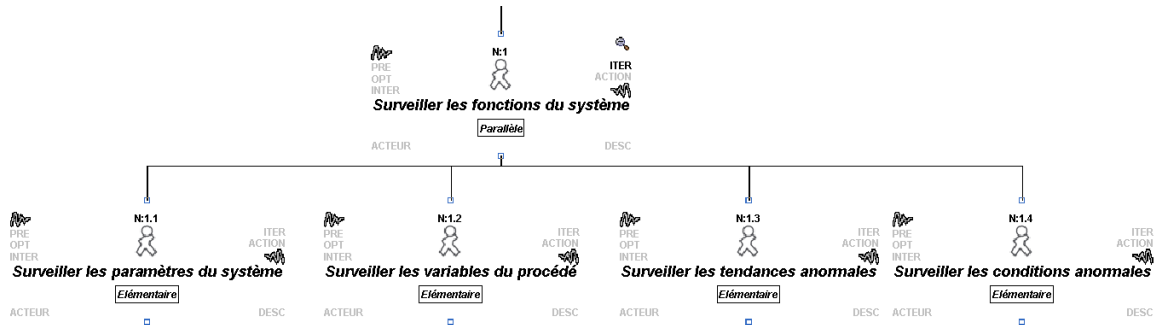 N:1
PRE
OPT
INTER
ITER
ACTION
Surveiller les fonctions du système
Parallèle
ACTEUR DESC
N:1.1
PRE
OPT
INTER
ITER
ACTION
Surveiller les paramètres du système
Elémentaire
ACTEUR DESC
N:1.2
PRE
OPT
INTER
ITER
ACTION
Surveiller les variables du procédé
Elémentaire
ACTEUR DESC
N:1.3
PRE
OPT
INTER
ITER
ACTION
Surveiller les tendances anormales
Elémentaire
ACTEUR DESC
N:1.4
PRE
OPT
INTER
ITER
ACTION
Surveiller les conditions anormales
Elémentaire
ACTEUR DESC